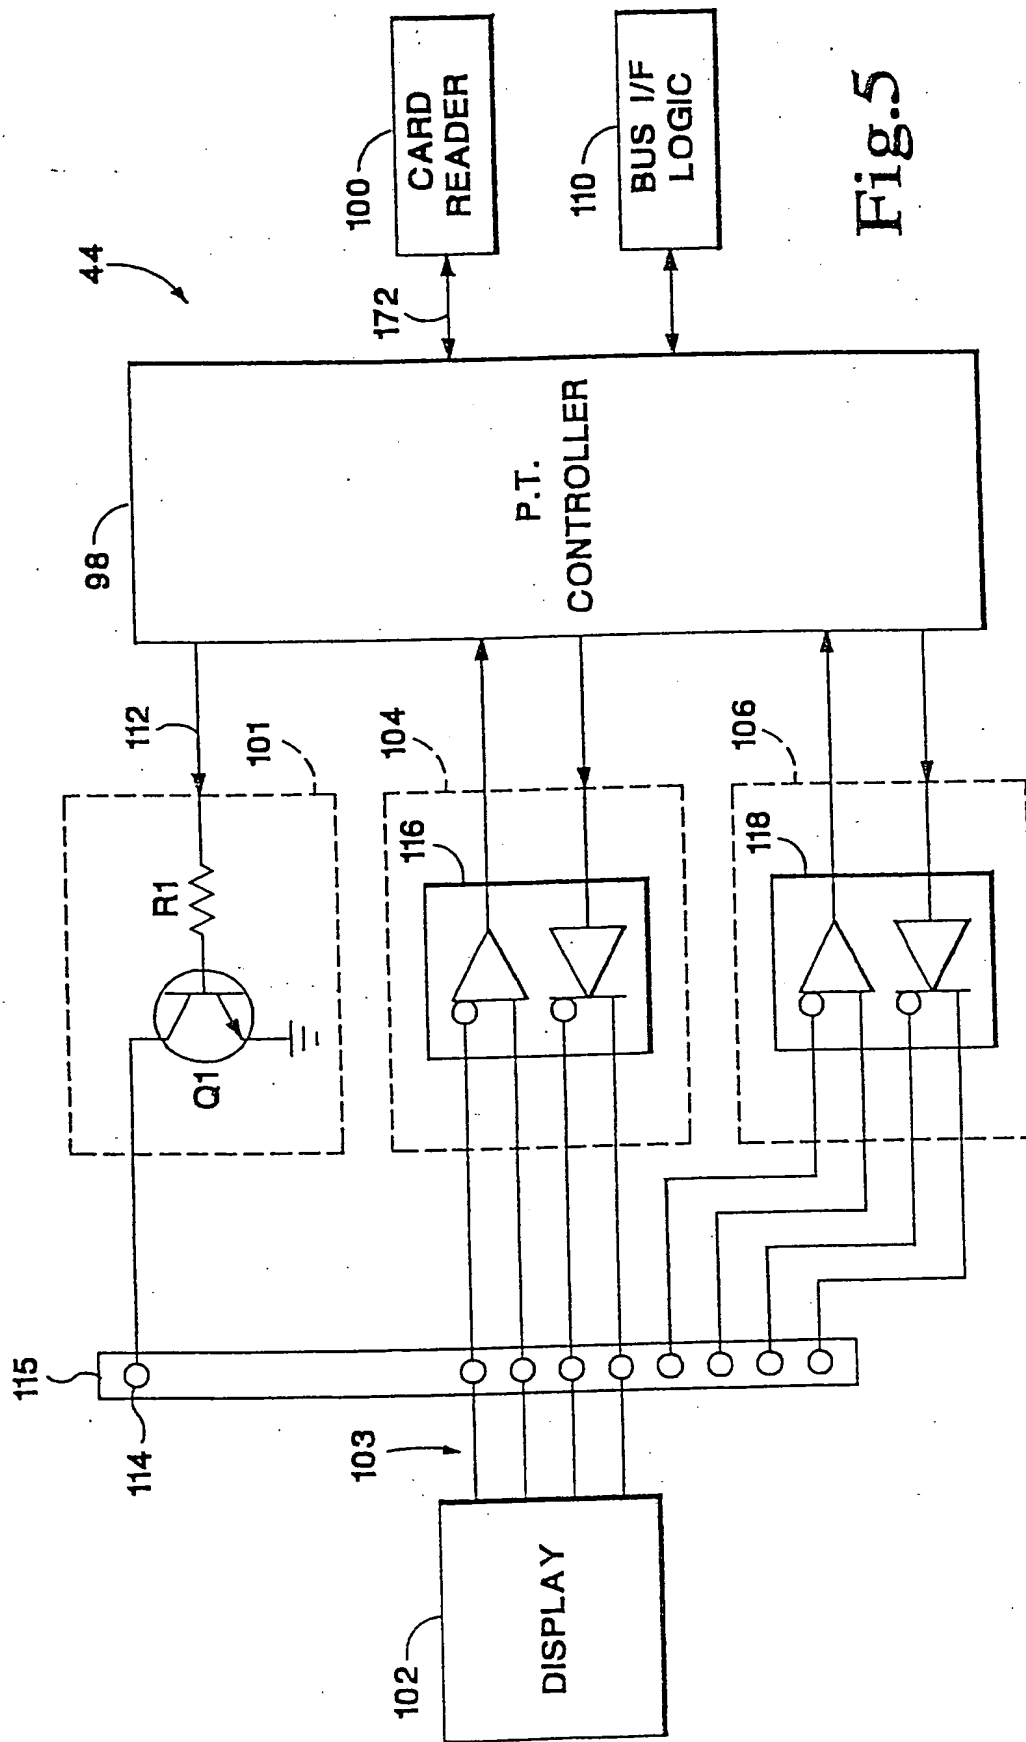 44
100
CARD
READER
172
110
BUS I/F
LOGIC
98
P.T.
CONTROLLER
112
101
R1
Q1
104
116
106
118
115
114
103
102
DISPLAY
Fig.5